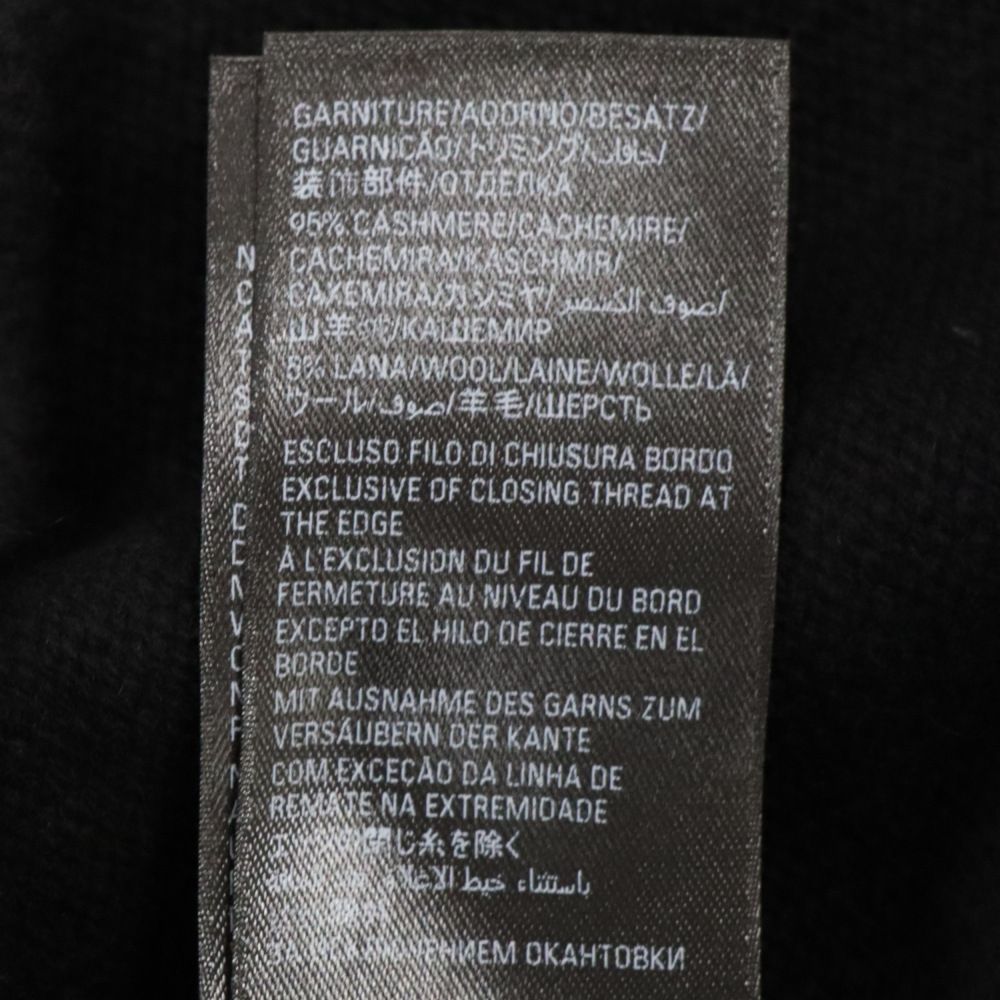 GARNITURE/ADORNO/BESATZ/
GUARNICÃO/トリミング/حافات/
装饰部件/ОТДЕЛКА
95% CASHMERE/CACHEMIRE/
CACHEMIRA/KASCHMIR/
CAXEMIRA/カシミヤ/صوف الكشمير/
山羊绒/КАШЕМИР
5% LANA/WOOL/LAINE/WOLLE/LÃ/
ウール/صوف/羊毛/ШЕРСТЬ
ESCLUSO FILO DI CHIUSURA BORDO
EXCLUSIVE OF CLOSING THREAD AT
THE EDGE
À L'EXCLUSION DU FIL DE
FERMETURE AU NIVEAU DU BORD
EXCEPTO EL HILO DE CIERRE EN EL
BORDE
MIT AUSNAHME DES GARNS ZUM
VERSÄUBERN DER KANTE
COM EXCEÇÃO DA LINHA DE
REMATE NA EXTREMIDADE
閉じ糸を除く
باستثناء خيط
ОКАНТОВКИ